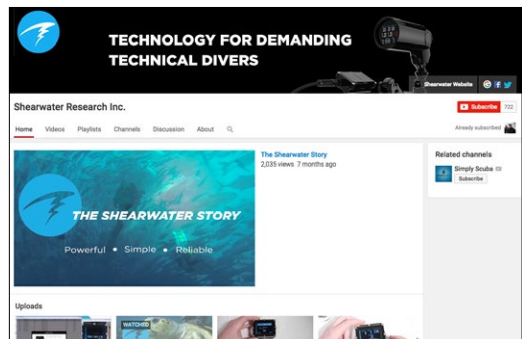 TECHNOLOGY FOR DEMANDING
TECHNICAL DIVERS
Shearwater Website
Shearwater Research Inc.
Subscribe 722
Home Videos Playlists Channels Discussion About
Already subscribed
The Shearwater Story
2,035 views 7 months ago
Related channels
Simply Scuba
Subscribe
THE SHEARWATER STORY
Powerful • Simple • Reliable
Uploads
WATCHED